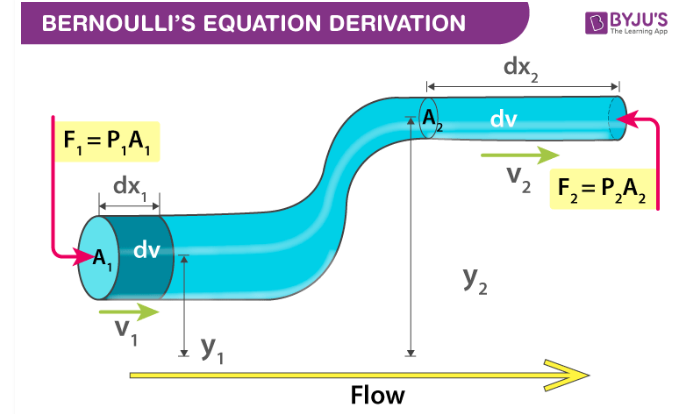 BERNOULLI'S EQUATION DERIVATION
BYJU'S
The Learning App
dx₂
F₁ = P₁A₁
A₂
dv
dx₁
v₂
F₂ = P₂A₂
A₁
dv
y₂
v₁
y₁
Flow